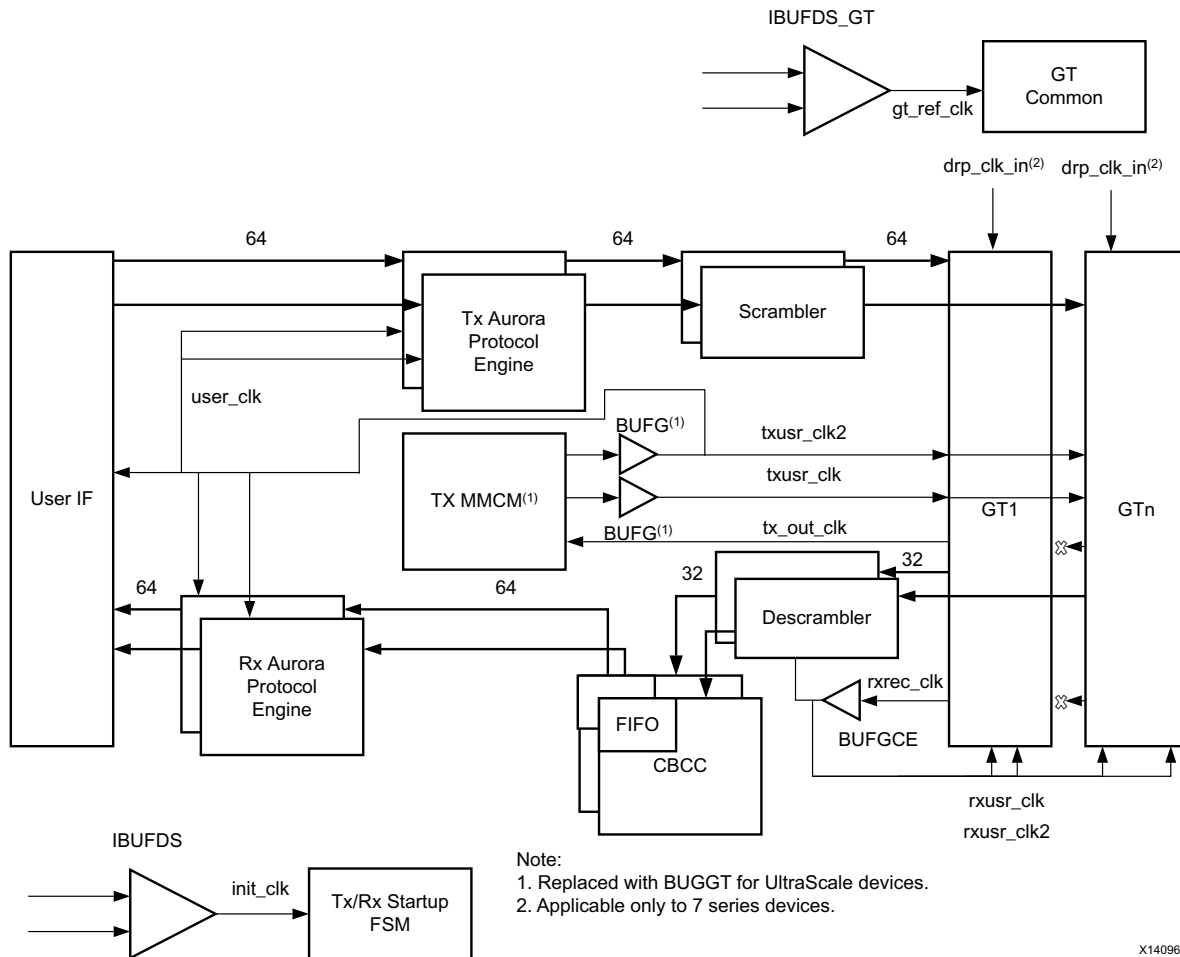 IBUFDS_GT
GT
Common
gt_ref_clk
drp_clk_in(2)
drp_clk_in(2)
64
64
64
Tx Aurora
Protocol
Engine
Scrambler
user_clk
BUFG(1)
txusr_clk2
txusr_clk
User IF
TX MMCM(1)
GT1
GTn
BUFG(1)
tx_out_clk
64
64
32
32
Descrambler
Rx Aurora
Protocol
Engine
rxrec_clk
FIFO
BUFGCE
CBCC
rxusr_clk
rxusr_clk2
IBUFDS
init_clk
Tx/Rx Startup
FSM
Note:
1. Replaced with BUGGT for UltraScale devices.
2. Applicable only to 7 series devices.
X14096